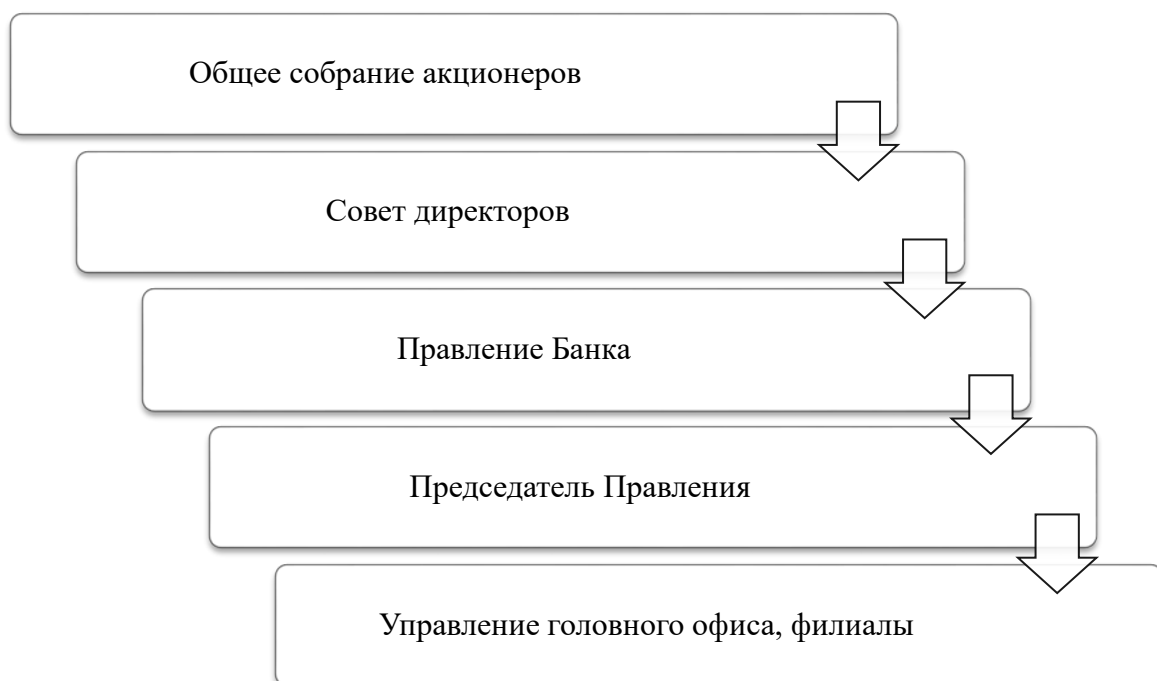 Общее собрание акционеров
Совет директоров
Правление Банка
Председатель Правления
Управление головного офиса, филиалы